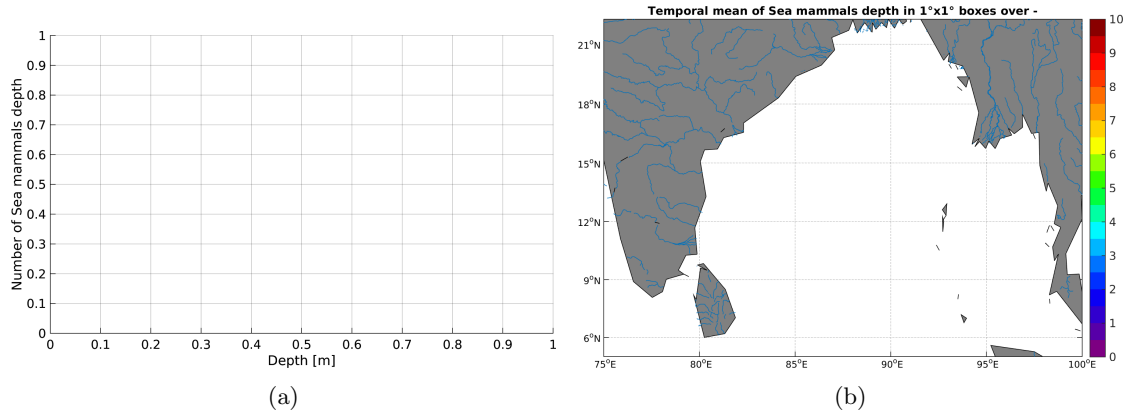 Temporal mean of Sea mammals depth in 1°x1° boxes over -
Number of Sea mammals depth
1
0.9
0.8
0.7
0.6
0.5
0.4
0.3
0.2
0.1
0
0 0.1 0.2 0.3 0.4 0.5 0.6 0.7 0.8 0.9 1
Depth [m]
(a)
21°N
18°N
15°N
12°N
9°N
6°N
75°E 80°E 85°E 90°E 95°E 100°E
10
9
8
7
6
5
4
3
2
1
0
(b)